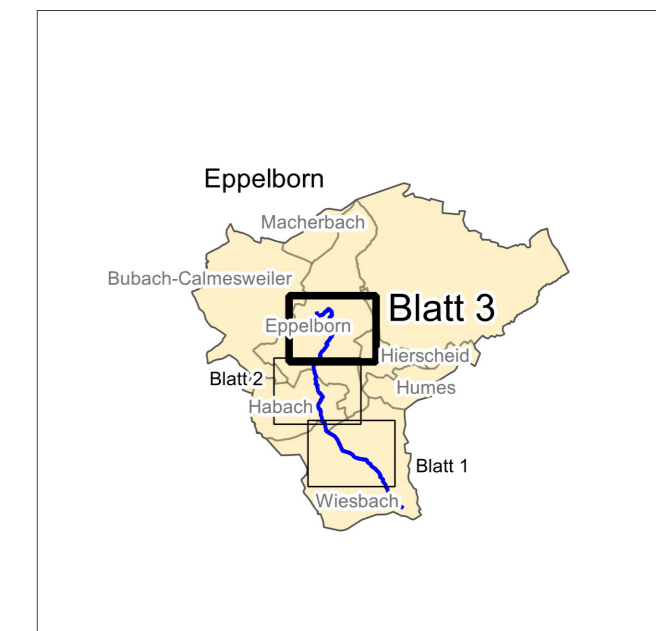 Eppelborn
Macherbach
Bubach-Calmesweiler
Blatt 3
Eppelborn
Hierscheid
Blatt 2
Humes
Habach
Blatt 1
Wiesbach